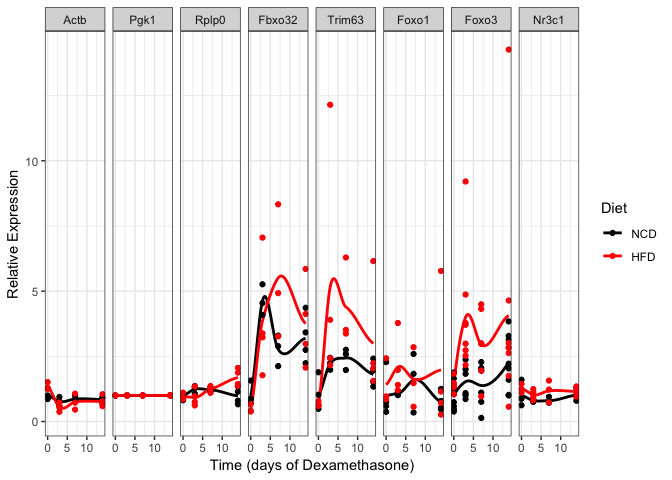 Actb Pgk1 Rplp0 Fbxo32 Trim63 Foxo1 Foxo3 Nr3c1
10
5
0
Relative Expression
0 5 10 0 5 10 0 5 10 0 5 10 0 5 10 0 5 10 0 5 10 0 5 10
Time (days of Dexamethasone)
Diet
NCD
HFD